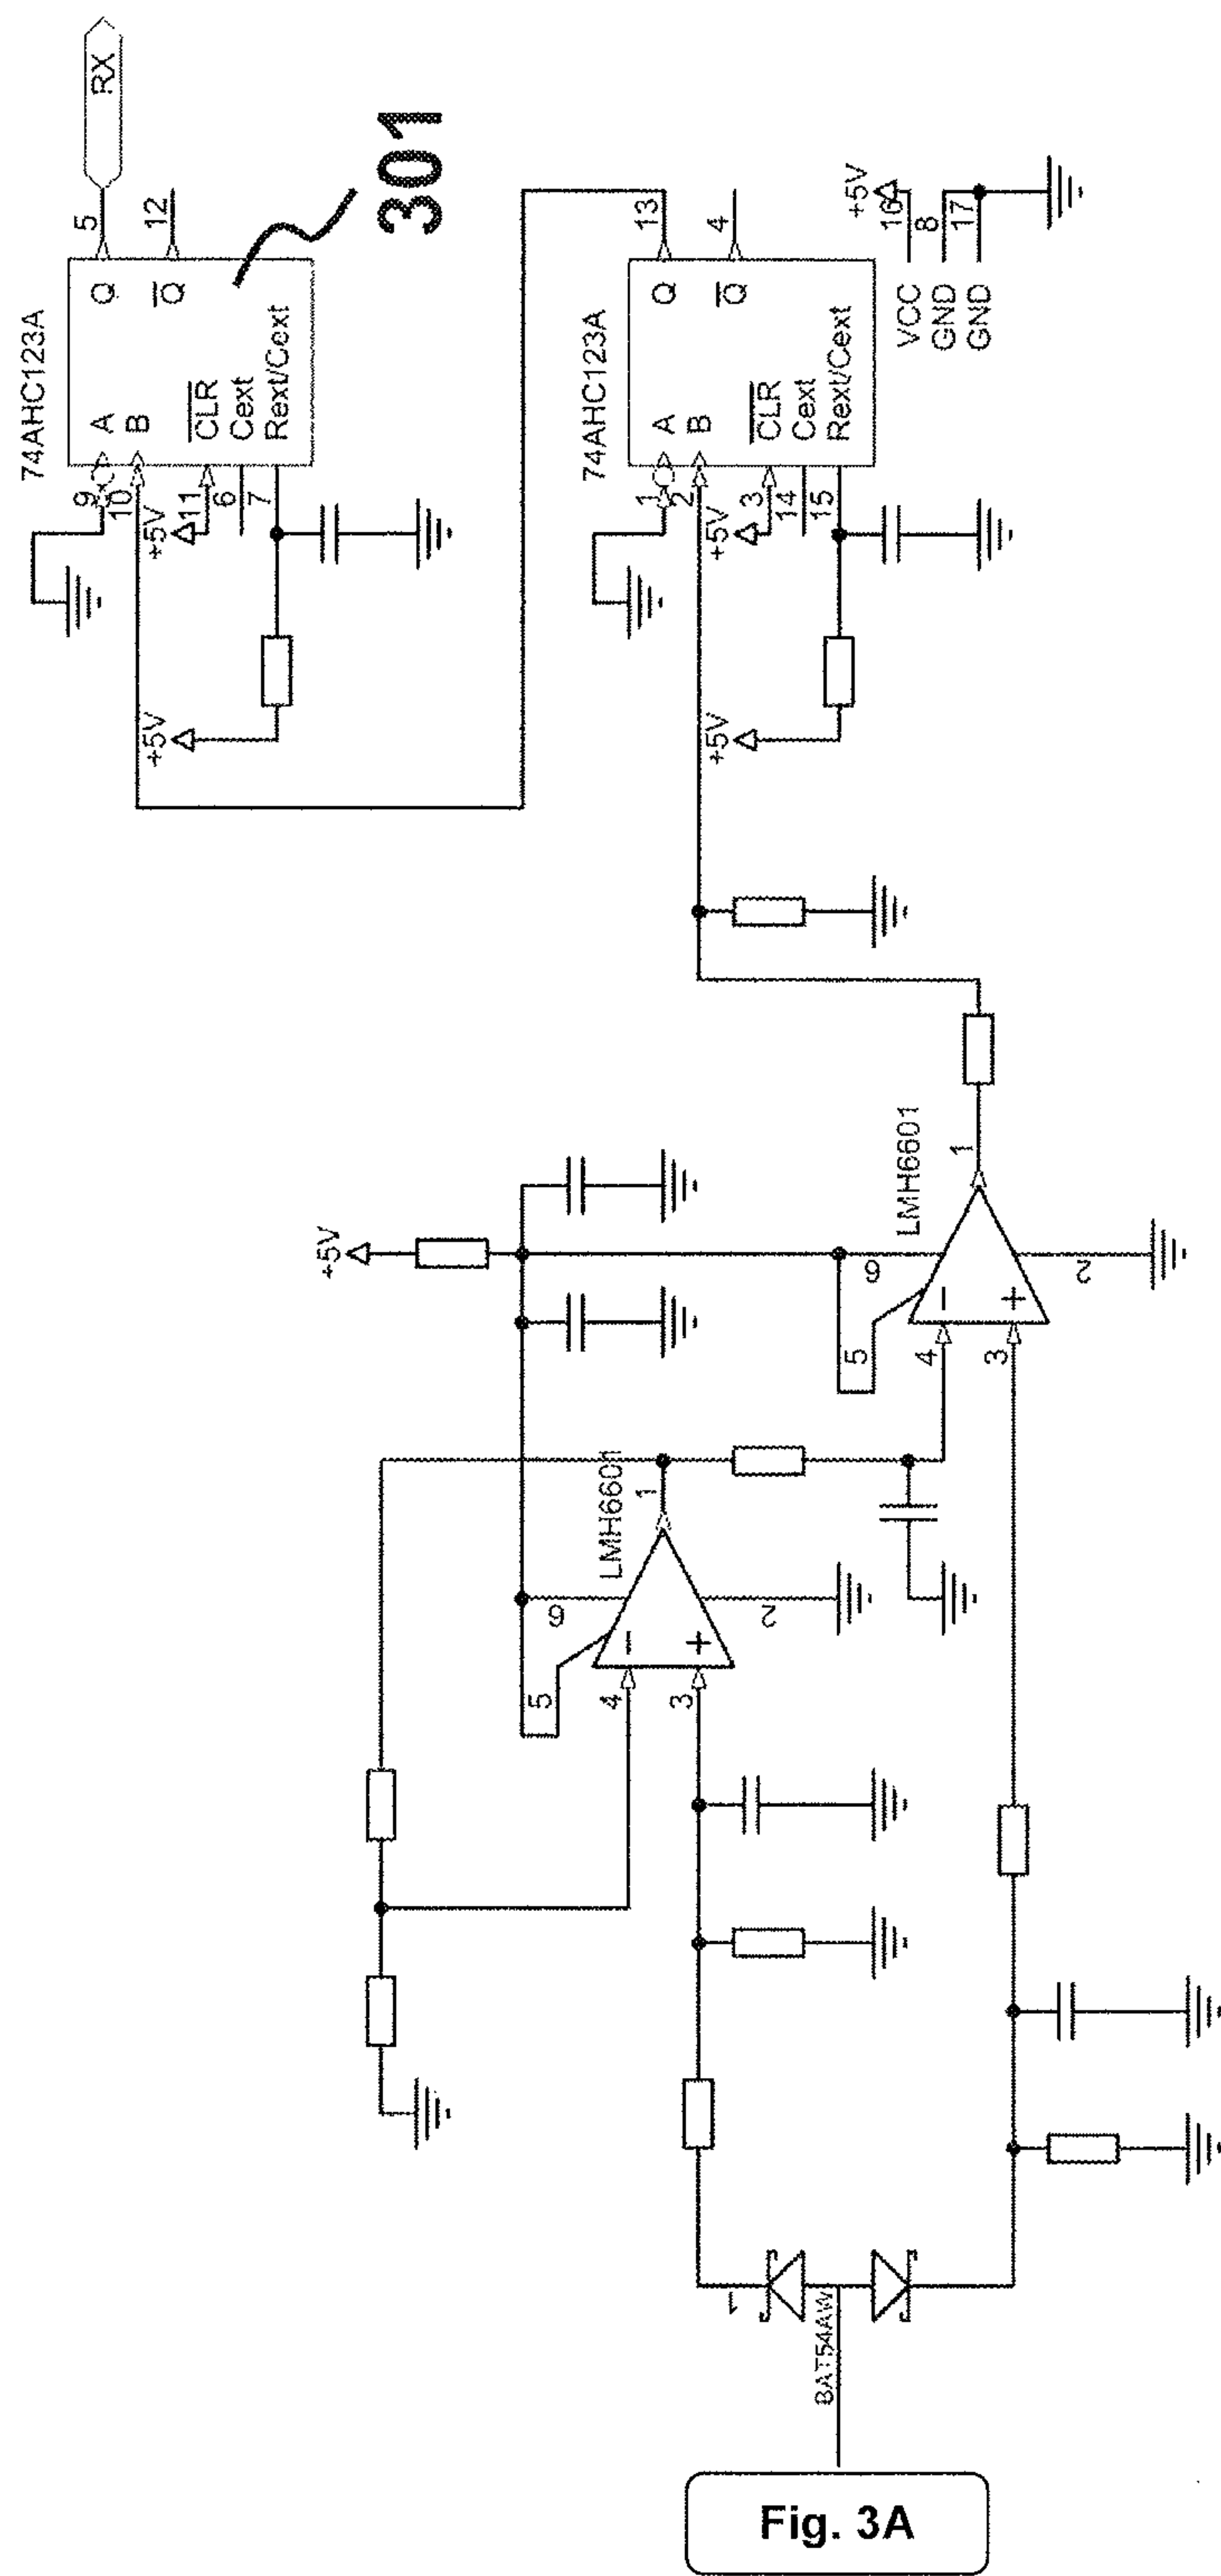 RX
5
12
301
74AHC123A
Q
Q
A
B
CLR
Cext
Rext/Cext
9
10
11
6
7
+5V
+5V
13
4
74AHC123A
Q
Q
A
B
CLR
Cext
Rext/Cext
1
2
3
14
15
+5V
+5V
+5V
16
8
17
VCC
GND
GND
+5V
LMH6601
1
6
5
4
3
2
−
+
LMH6601
1
6
5
4
3
2
−
+
1
BAT54AW
Fig. 3A